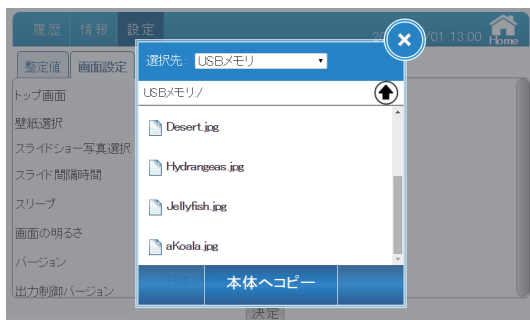 履歴 情報 設定
/01 13:00 Home
整定値 画面設定
選択先: USBメモリ
USBメモリ/
トップ画面
壁紙選択
スライドショー写真選択
スライド間隔時間
スリープ
画面の明るさ
バージョン
出力制御バージョン
Desert.jpg
Hydrangeas.jpg
Jellyfish.jpg
aKoala.jpg
本体へコピー
決定